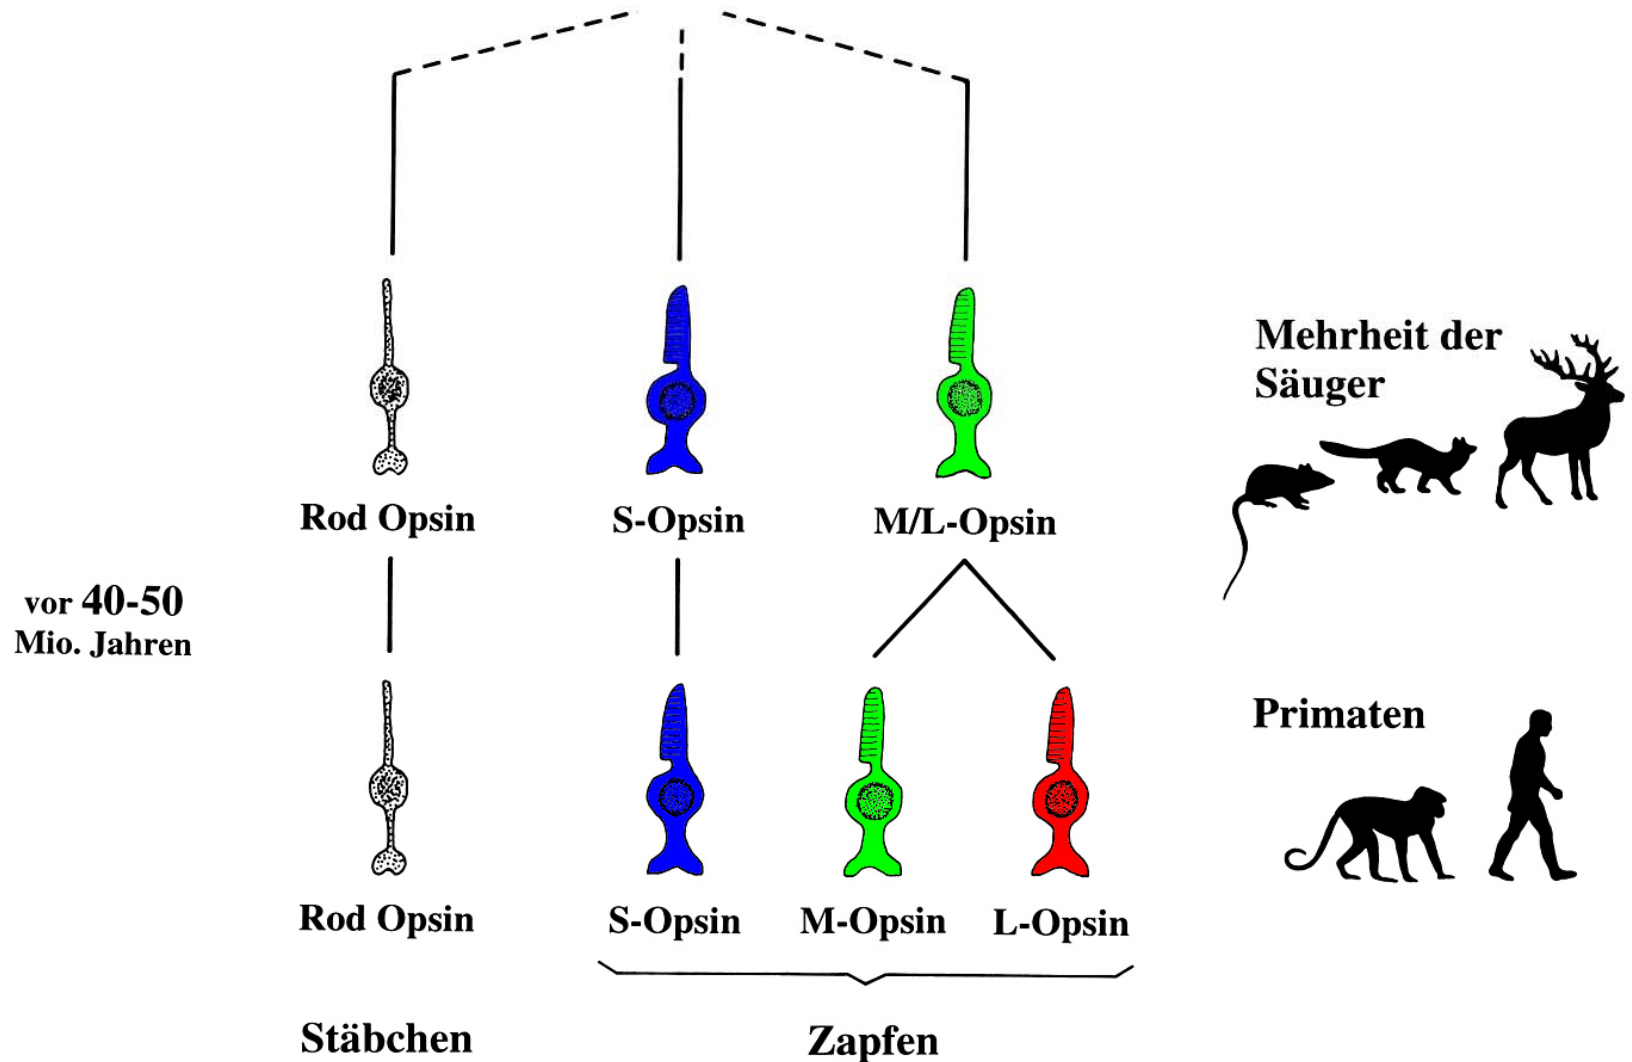 Mehrheit der
Säuger
Rod Opsin
S-Opsin
M/L-Opsin
vor 40-50
Mio. Jahren
Primaten
Rod Opsin
S-Opsin
M-Opsin
L-Opsin
Stäbchen
Zapfen